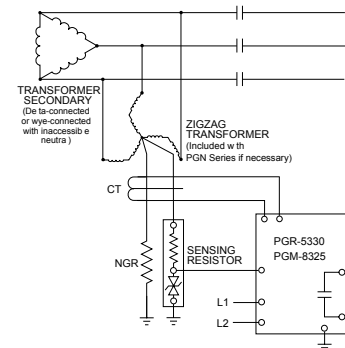 TRANSFORMER
SECONDARY
(De ta-connected
or wye-connected
with inaccessib e
neutra )
ZIGZAG
TRANSFORMER
(Included w th
PGN Series if necessary)
CT
PGR-5330
PGM-8325
SENSING
RESISTOR
NGR
L1
L2